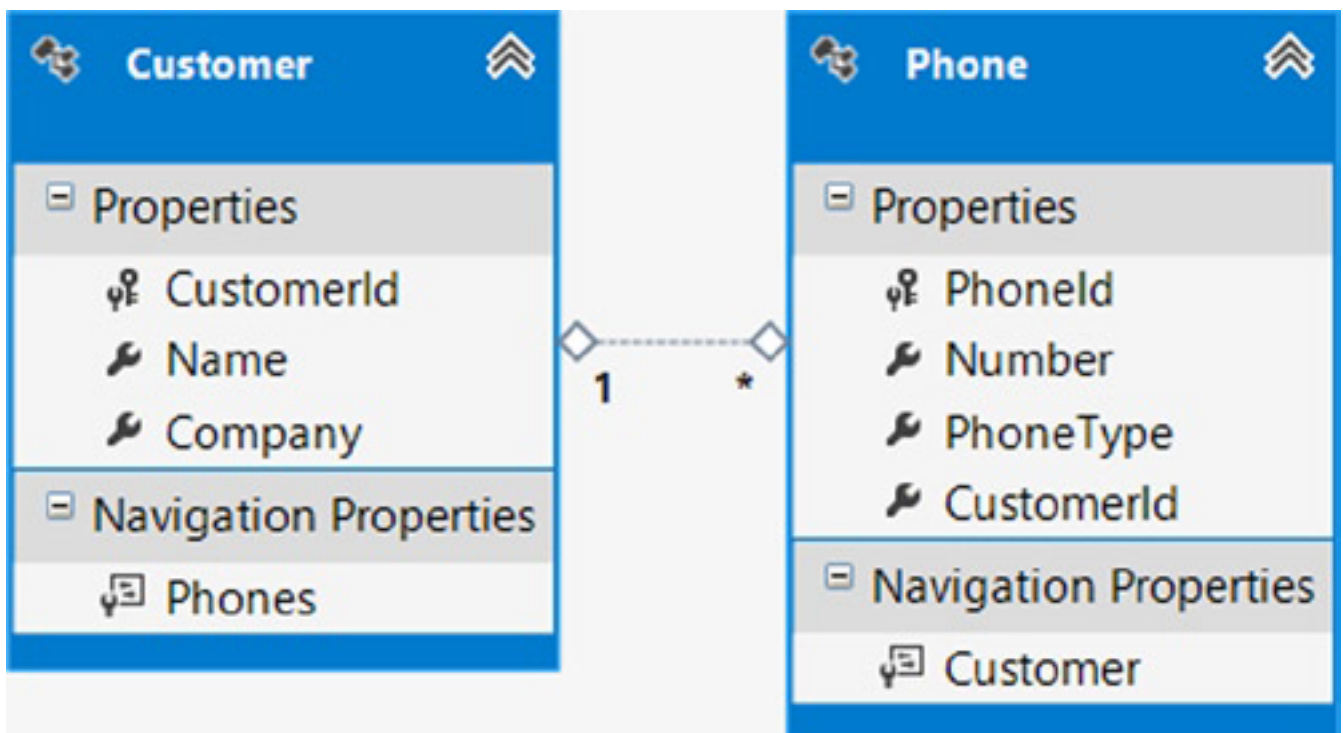 Customer
Properties
CustomerId
Name
Company
Navigation Properties
Phones
1
*
Phone
Properties
PhoneId
Number
PhoneType
CustomerId
Navigation Properties
Customer